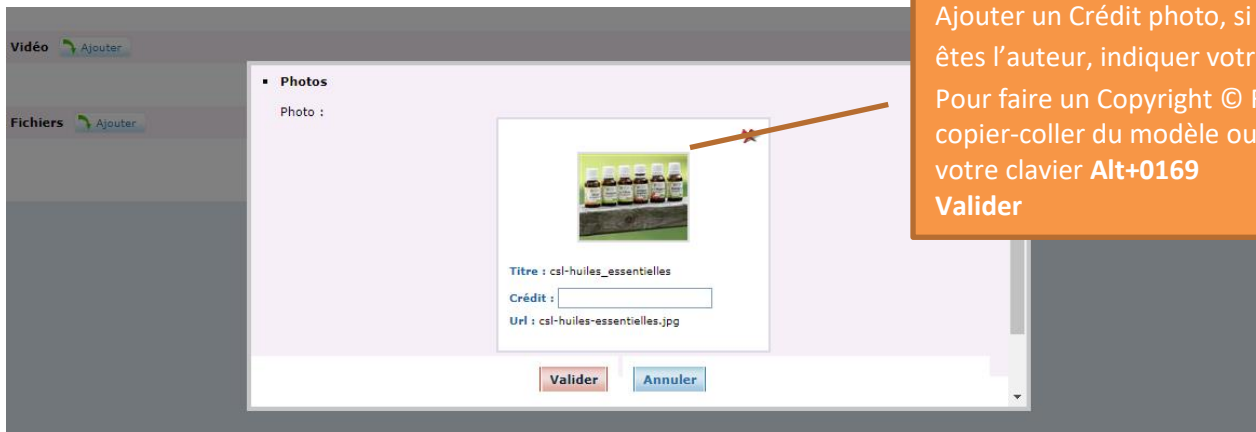 Vidéo Ajouter
Fichiers Ajouter
Photos
Photo :
Titre : csl-huiles_essentielles
Crédit :
Url : csl-huiles-essentielles.jpg
Valider Annuler
Ajouter un Crédit photo, si
êtes l’auteur, indiquer votr
Pour faire un Copyright ©
copier-coller du modèle ou
votre clavier Alt+0169
Valider